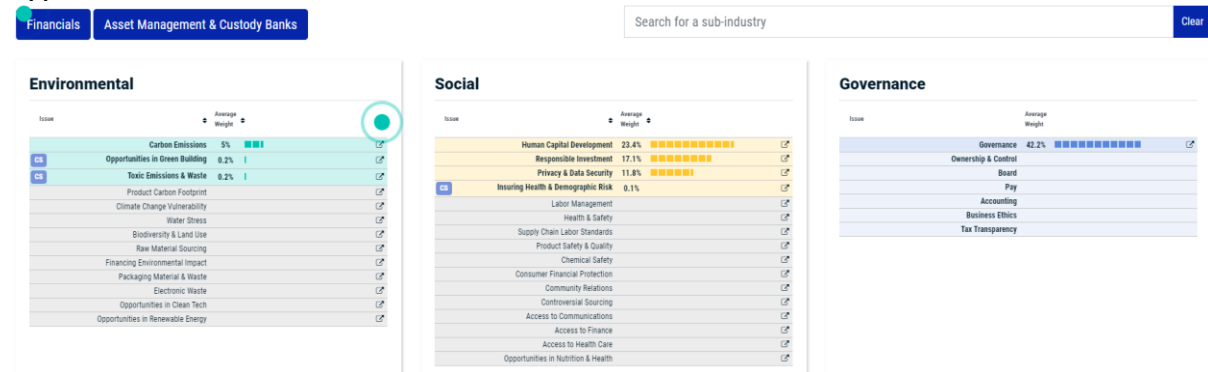 Financials
Asset Management & Custody Banks
Search for a sub-industry
Clear
Environmental
Issue
Average Weight
Carbon Emissions 5%
CS Opportunities in Green Building 0.2%
CS Toxic Emissions & Waste 0.2%
Product Carbon Footprint
Climate Change Vulnerability
Water Stress
Biodiversity & Land Use
Raw Material Sourcing
Financing Environmental Impact
Packaging Material & Waste
Electronic Waste
Opportunities in Clean Tech
Opportunities in Renewable Energy
Social
Issue
Average Weight
Human Capital Development 23.4%
Responsible Investment 17.1%
Privacy & Data Security 11.8%
CS Insuring Health & Demographic Risk 0.1%
Labor Management
Health & Safety
Supply Chain Labor Standards
Product Safety & Quality
Chemical Safety
Consumer Financial Protection
Community Relations
Controversial Sourcing
Access to Communications
Access to Finance
Access to Health Care
Opportunities in Nutrition & Health
Governance
Issue
Average Weight
Governance 42.2%
Ownership & Control
Board
Pay
Accounting
Business Ethics
Tax Transparency